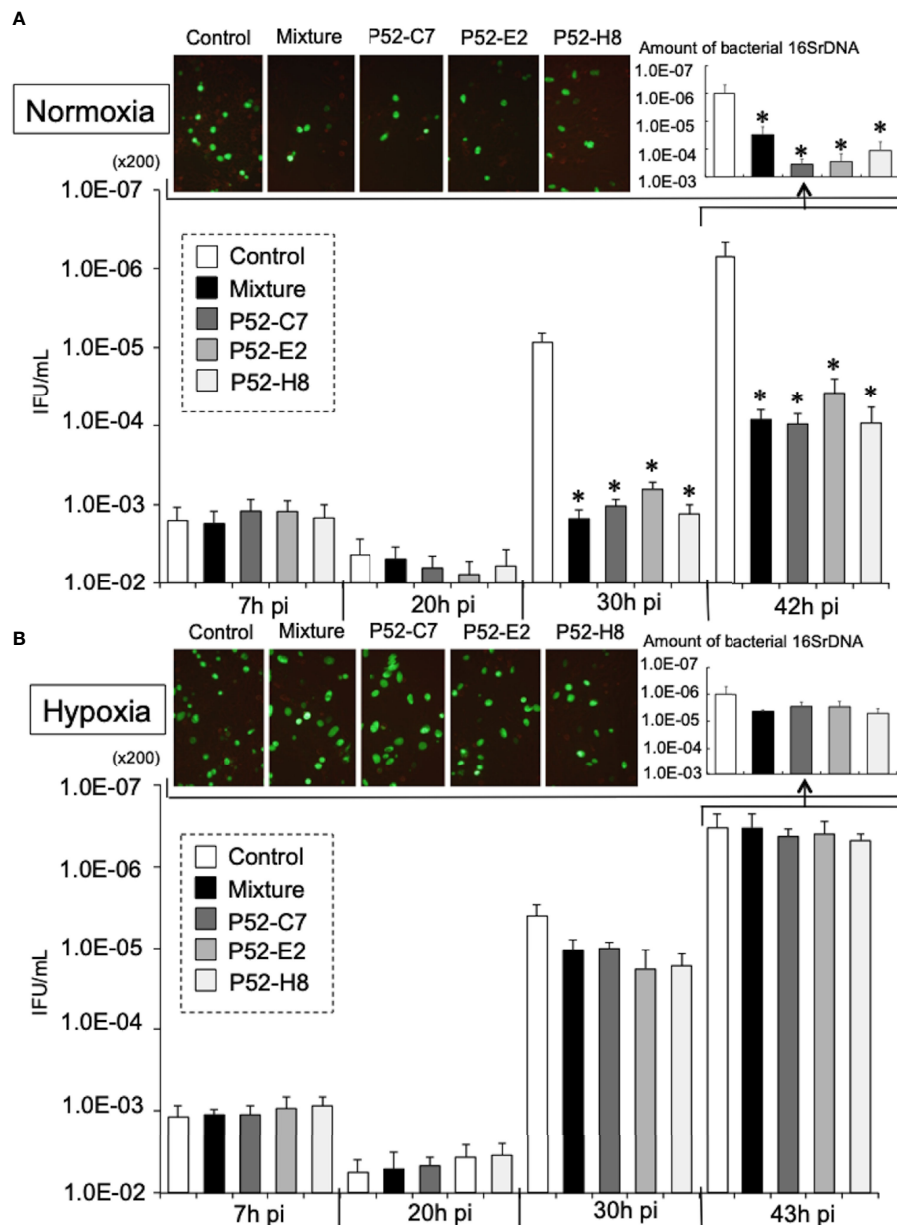 A
Control Mixture P52-C7 P52-E2 P52-H8
Amount of bacterial 16SrDNA
Normoxia
(x200)
1.0E-07
1.0E-06
1.0E-05
1.0E-04
1.0E-03
* * * *
1.0E-07
1.0E-06
1.0E-05
1.0E-04
1.0E-03
1.0E-02
IFU/mL
Control
Mixture
P52-C7
P52-E2
P52-H8
* * * *
* * * *
7h pi 20h pi 30h pi 42h pi
B
Control Mixture P52-C7 P52-E2 P52-H8
Amount of bacterial 16SrDNA
Hypoxia
(x200)
1.0E-07
1.0E-06
1.0E-05
1.0E-04
1.0E-03
1.0E-07
1.0E-06
1.0E-05
1.0E-04
1.0E-03
1.0E-02
IFU/mL
Control
Mixture
P52-C7
P52-E2
P52-H8
7h pi 20h pi 30h pi 43h pi